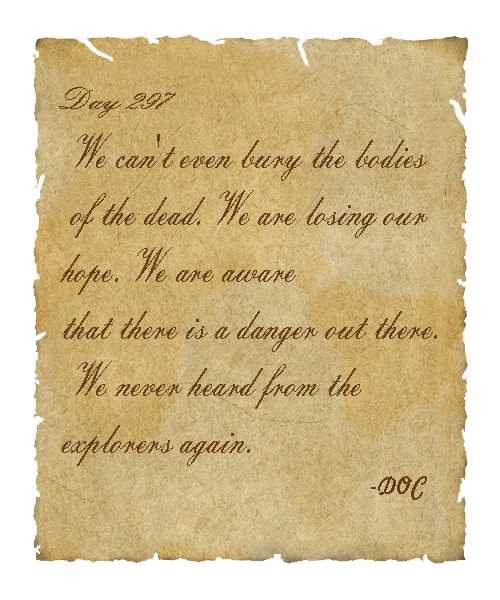 Day 297
We can't even bury the bodies
of the dead. We are losing our
hope. We are aware
that there is a danger out there.
We never heard from the
explorers again.
-DOC